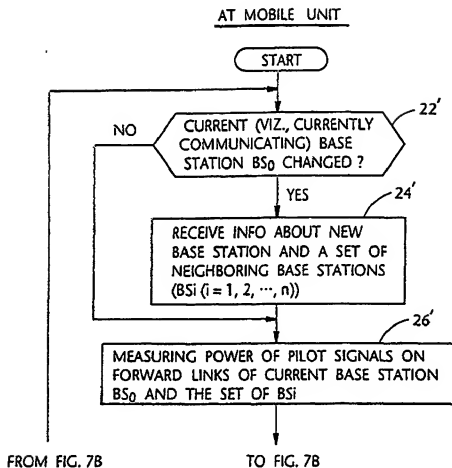 AT MOBILE UNIT
START
22'
NO
CURRENT (VIZ., CURRENTLY
COMMUNICATING) BASE
STATION BS0 CHANGED ?
YES
24'
RECEIVE INFO ABOUT NEW
BASE STATION AND A SET OF
NEIGHBORING BASE STATIONS
(BSi (i = 1, 2, ⋯, n))
26'
MEASURING POWER OF PILOT SIGNALS ON
FORWARD LINKS OF CURRENT BASE STATION
BS0 AND THE SET OF BSi
FROM FIG. 7B
TO FIG. 7B